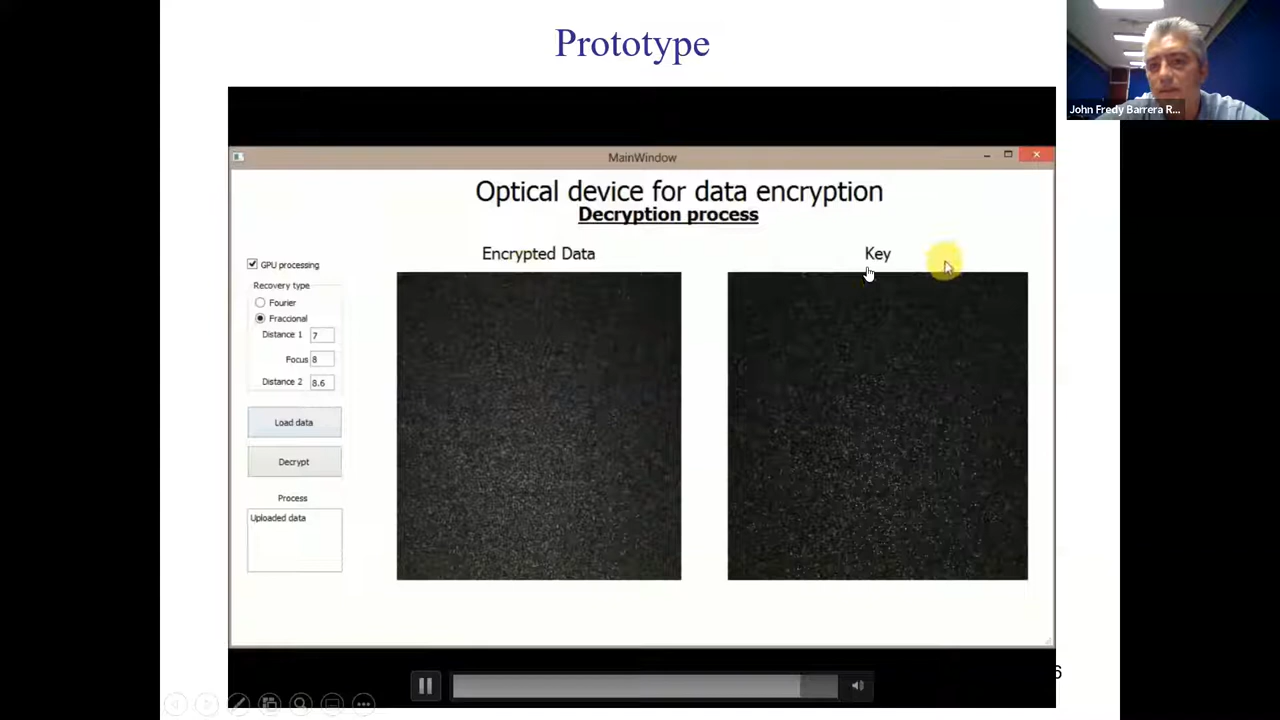 Prototype
John Fredy Barrera R...
MainWindow
Optical device for data encryption
Decryption process
Encrypted Data
Key
GPU processing
Recovery type
Fourier
Fraccional
Distance 1 7
Focus 8
Distance 2 8.6
Load data
Decrypt
Process
Uploaded data
6